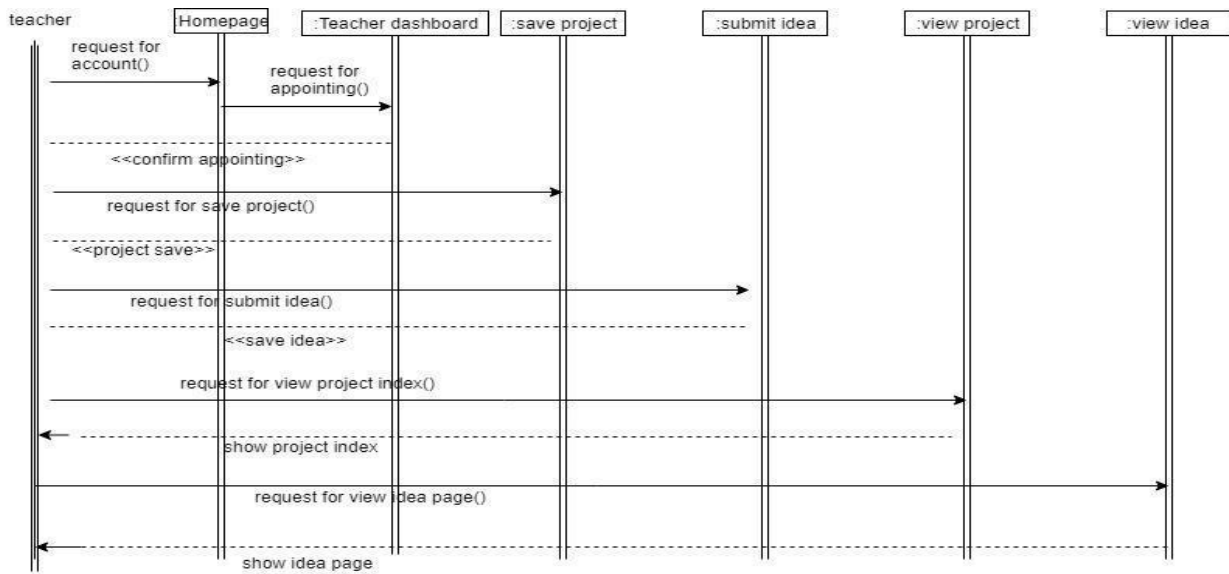 teacher
:Homepage
:Teacher dashboard
:save project
:submit idea
:view project
:view idea
request for
account()
request for
appointing()
<<confirm appointing>>
request for save project()
<<project save>>
request for submit idea()
<<save idea>>
request for view project index()
show project index
request for view idea page()
show idea page